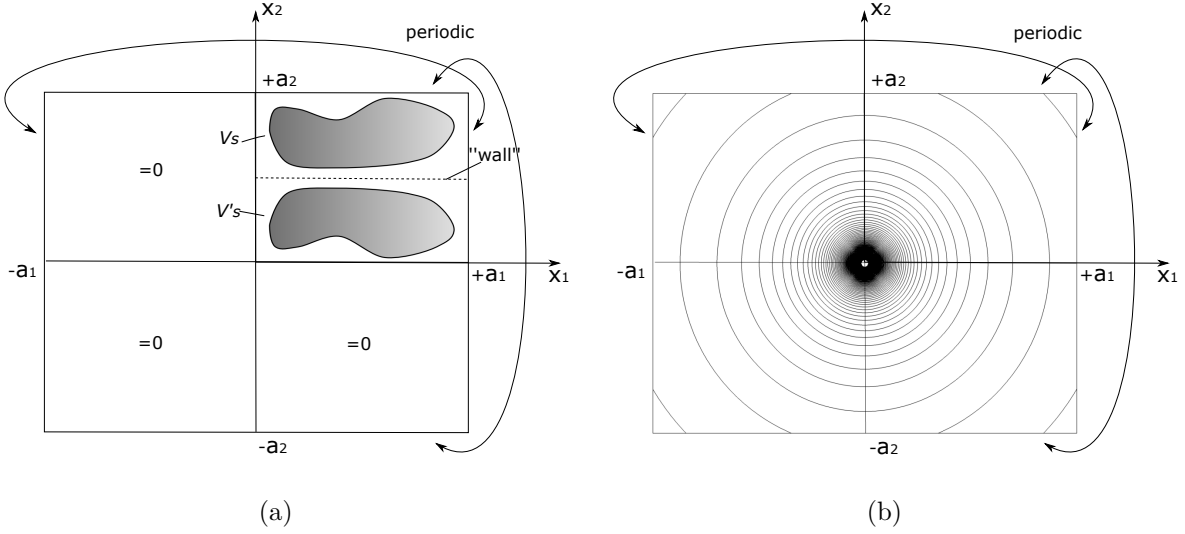 x₂
periodic
+a₂
Vs
"wall"
=0
V's
-a₁
+a₁
x₁
=0
=0
-a₂
(a)
x₂
periodic
+a₂
-a₁
+a₁
x₁
-a₂
(b)